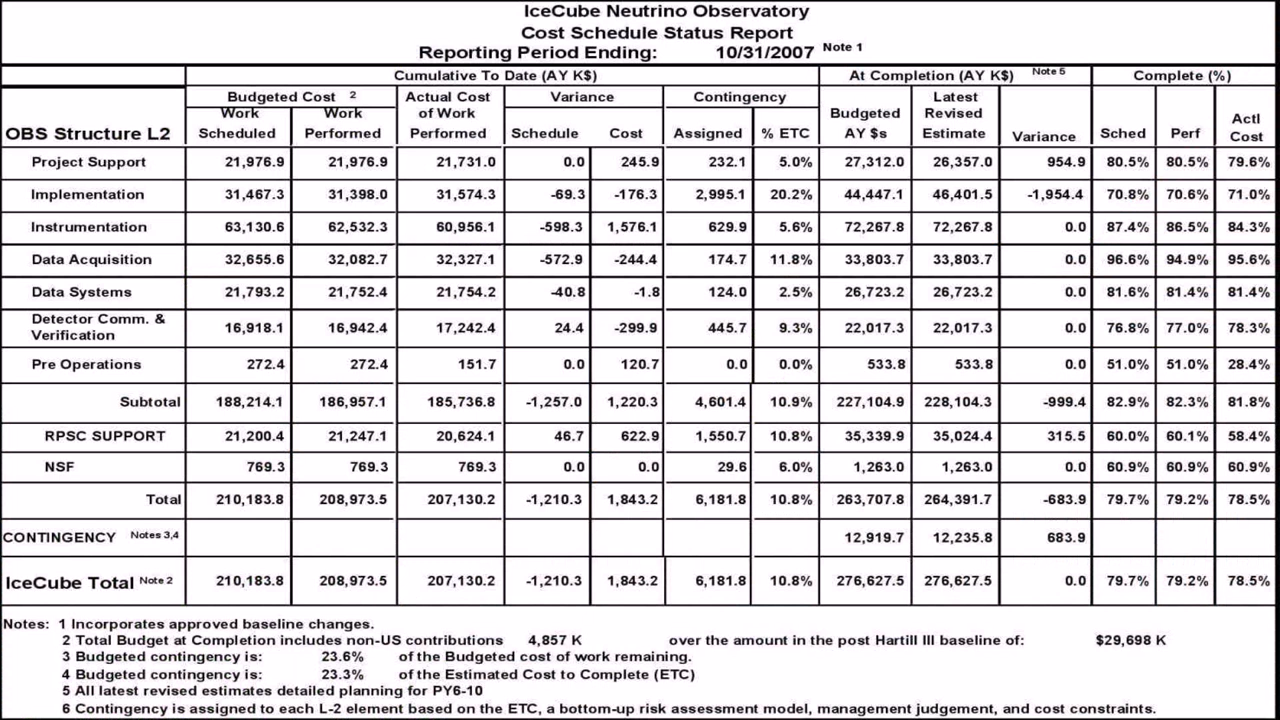 IceCube Neutrino Observatory
Cost Schedule Status Report
Reporting Period Ending: 10/31/2007 Note 1
Cumulative To Date (AY K$) At Completion (AY K$) Note 5 Complete (%)
Budgeted Cost 2 Actual Cost of Work Performed Variance Contingency Budgeted AY $s Latest Revised Estimate Variance Sched Perf Actl Cost
OBS Structure L2 Work Scheduled Work Performed Schedule Cost Assigned % ETC
Project Support 21,976.9 21,976.9 21,731.0 0.0 245.9 232.1 5.0% 27,312.0 26,357.0 954.9 80.5% 80.5% 79.6%
Implementation 31,467.3 31,398.0 31,574.3 -69.3 -176.3 2,995.1 20.2% 44,447.1 46,401.5 -1,954.4 70.8% 70.6% 71.0%
Instrumentation 63,130.6 62,532.3 60,956.1 -598.3 1,576.1 629.9 5.6% 72,267.8 72,267.8 0.0 87.4% 86.5% 84.3%
Data Acquisition 32,655.6 32,082.7 32,327.1 -572.9 -244.4 174.7 11.8% 33,803.7 33,803.7 0.0 96.6% 94.9% 95.6%
Data Systems 21,793.2 21,752.4 21,754.2 -40.8 -1.8 124.0 2.5% 26,723.2 26,723.2 0.0 81.6% 81.4% 81.4%
Detector Comm. &
Verification 16,918.1 16,942.4 17,242.4 24.4 -299.9 445.7 9.3% 22,017.3 22,017.3 0.0 76.8% 77.0% 78.3%
Pre Operations 272.4 272.4 151.7 0.0 120.7 0.0 0.0% 533.8 533.8 0.0 51.0% 51.0% 28.4%
Subtotal 188,214.1 186,957.1 185,736.8 -1,257.0 1,220.3 4,601.4 10.9% 227,104.9 228,104.3 -999.4 82.9% 82.3% 81.8%
RPSC SUPPORT 21,200.4 21,247.1 20,624.1 46.7 622.9 1,550.7 10.8% 35,339.9 35,024.4 315.5 60.0% 60.1% 58.4%
NSF 769.3 769.3 769.3 0.0 0.0 29.6 6.0% 1,263.0 1,263.0 0.0 60.9% 60.9% 60.9%
Total 210,183.8 208,973.5 207,130.2 -1,210.3 1,843.2 6,181.8 10.8% 263,707.8 264,391.7 -683.9 79.7% 79.2% 78.5%
CONTINGENCY Notes 3,4 12,919.7 12,235.8 683.9
IceCube Total Note 2 210,183.8 208,973.5 207,130.2 -1,210.3 1,843.2 6,181.8 10.8% 276,627.5 276,627.5 0.0 79.7% 79.2% 78.5%
Notes: 1 Incorporates approved baseline changes.
2 Total Budget at Completion includes non-US contributions 4,857 K over the amount in the post Hartill III baseline of: $29,698 K
3 Budgeted contingency is: 23.6% of the Budgeted cost of work remaining.
4 Budgeted contingency is: 23.3% of the Estimated Cost to Complete (ETC)
5 All latest revised estimates detailed planning for PY6-10
6 Contingency is assigned to each L-2 element based on the ETC, a bottom-up risk assessment model, management judgement, and cost constraints.